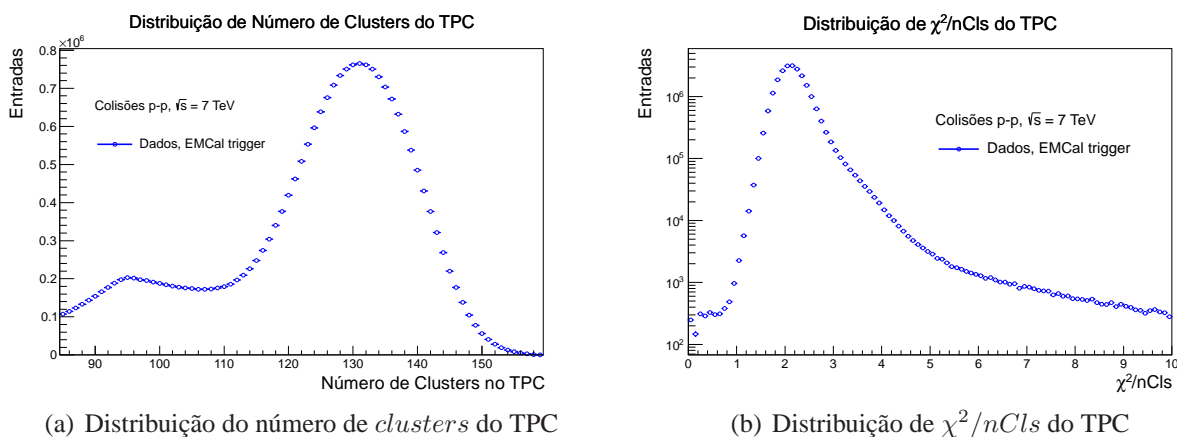 Distribuição de Número de Clusters do TPC
×10⁶
Entradas
0.8
0.7
0.6
0.5
0.4
0.3
0.2
0.1
0
Colisões p-p, √s = 7 TeV
Dados, EMCal trigger
90 100 110 120 130 140 150
Número de Clusters no TPC
(a) Distribuição do número de clusters do TPC
Distribuição de χ²/nCls do TPC
Entradas
10⁶
10⁵
10⁴
10³
10²
Colisões p-p, √s = 7 TeV
Dados, EMCal trigger
0 1 2 3 4 5 6 7 8 9 10
χ²/nCls
(b) Distribuição de χ²/nCls do TPC